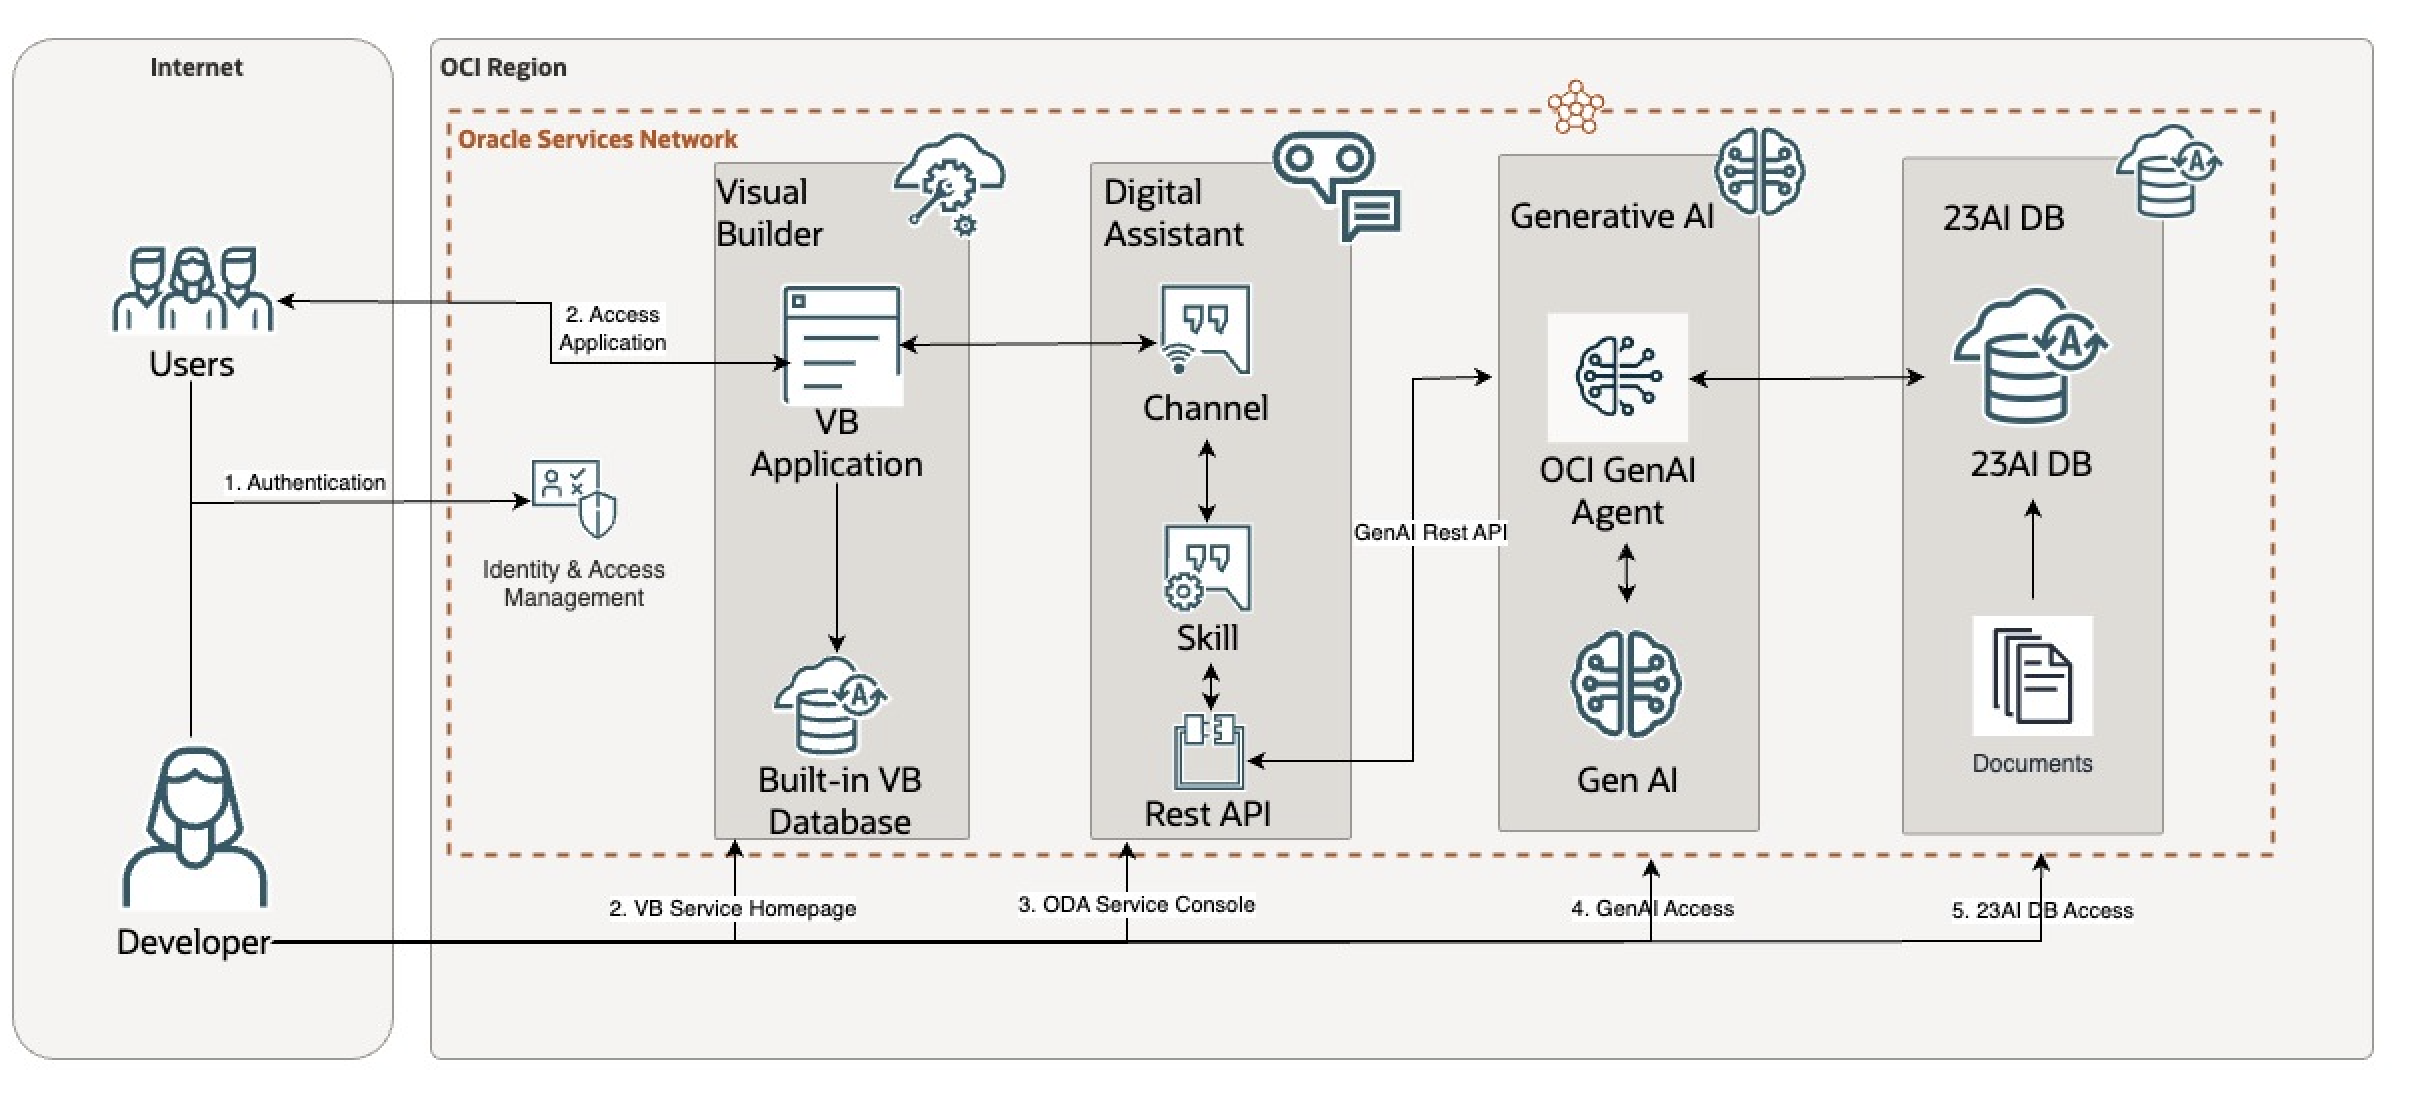 Internet
OCI Region
Oracle Services Network
Visual
Builder
Digital
Assistant
Generative AI
23AI DB
A
Users
2. Access
Application
VB
Application
Channel
A
OCI GenAI
Agent
23AI DB
1. Authentication
Identity & Access
Management
GenAI Rest API
Skill
A
Built-in VB
Database
Rest API
Gen AI
Documents
2. VB Service Homepage
3. ODA Service Console
4. GenAI Access
5. 23AI DB Access
Developer